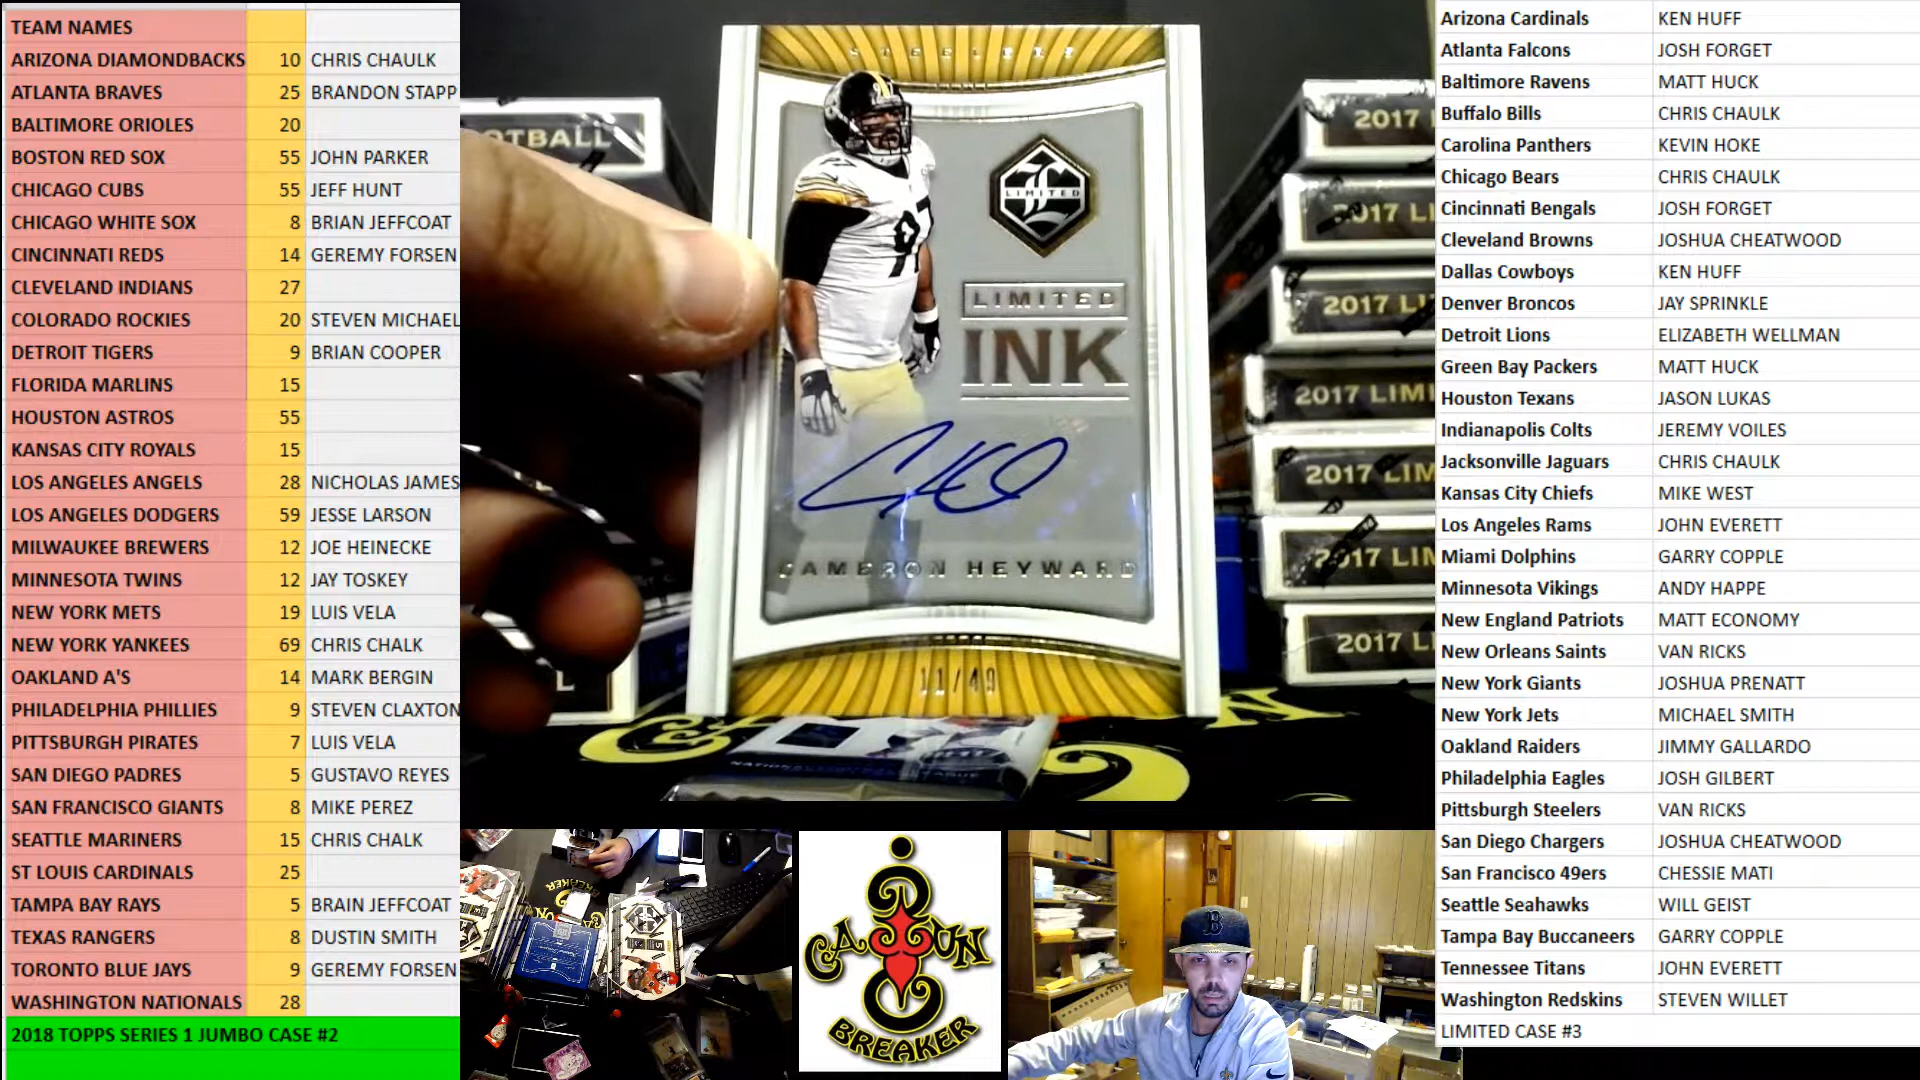 TEAM NAMES
ARIZONA DIAMONDBACKS 10 CHRIS CHAULK
ATLANTA BRAVES 25 BRANDON STAPP
BALTIMORE ORIOLES 20
BOSTON RED SOX 55 JOHN PARKER
CHICAGO CUBS 55 JEFF HUNT
CHICAGO WHITE SOX 8 BRIAN JEFFCOAT
CINCINNATI REDS 14 GEREMY FORSEN
CLEVELAND INDIANS 27
COLORADO ROCKIES 20 STEVEN MICHAEL
DETROIT TIGERS 9 BRIAN COOPER
FLORIDA MARLINS 15
HOUSTON ASTROS 55
KANSAS CITY ROYALS 15
LOS ANGELES ANGELS 28 NICHOLAS JAMES
LOS ANGELES DODGERS 59 JESSE LARSON
MILWAUKEE BREWERS 12 JOE HEINECKE
MINNESOTA TWINS 12 JAY TOSKEY
NEW YORK METS 19 LUIS VELA
NEW YORK YANKEES 69 CHRIS CHALK
OAKLAND A'S 14 MARK BERGIN
PHILADELPHIA PHILLIES 9 STEVEN CLAXTON
PITTSBURGH PIRATES 7 LUIS VELA
SAN DIEGO PADRES 5 GUSTAVO REYES
SAN FRANCISCO GIANTS 8 MIKE PEREZ
SEATTLE MARINERS 15 CHRIS CHALK
ST LOUIS CARDINALS 25
TAMPA BAY RAYS 5 BRAIN JEFFCOAT
TEXAS RANGERS 8 DUSTIN SMITH
TORONTO BLUE JAYS 9 GEREMY FORSEN
WASHINGTON NATIONALS 28
2018 TOPPS SERIES 1 JUMBO CASE #2
STEELERS
97
LIMITED
LIMITED
INK
CAMERON HEYWARD
11/49
2017
2017 LI
2017 LI
2017 LIMI
2017 LIM
2017 LIM
2017 LI
CAJUN
BREAKER
Arizona Cardinals KEN HUFF
Atlanta Falcons JOSH FORGET
Baltimore Ravens MATT HUCK
Buffalo Bills CHRIS CHAULK
Carolina Panthers KEVIN HOKE
Chicago Bears CHRIS CHAULK
Cincinnati Bengals JOSH FORGET
Cleveland Browns JOSHUA CHEATWOOD
Dallas Cowboys KEN HUFF
Denver Broncos JAY SPRINKLE
Detroit Lions ELIZABETH WELLMAN
Green Bay Packers MATT HUCK
Houston Texans JASON LUKAS
Indianapolis Colts JEREMY VOILES
Jacksonville Jaguars CHRIS CHAULK
Kansas City Chiefs MIKE WEST
Los Angeles Rams JOHN EVERETT
Miami Dolphins GARRY COPPLE
Minnesota Vikings ANDY HAPPE
New England Patriots MATT ECONOMY
New Orleans Saints VAN RICKS
New York Giants JOSHUA PRENATT
New York Jets MICHAEL SMITH
Oakland Raiders JIMMY GALLARDO
Philadelphia Eagles JOSH GILBERT
Pittsburgh Steelers VAN RICKS
San Diego Chargers JOSHUA CHEATWOOD
San Francisco 49ers CHESSIE MATI
Seattle Seahawks WILL GEIST
Tampa Bay Buccaneers GARRY COPPLE
Tennessee Titans JOHN EVERETT
Washington Redskins STEVEN WILLET
LIMITED CASE #3